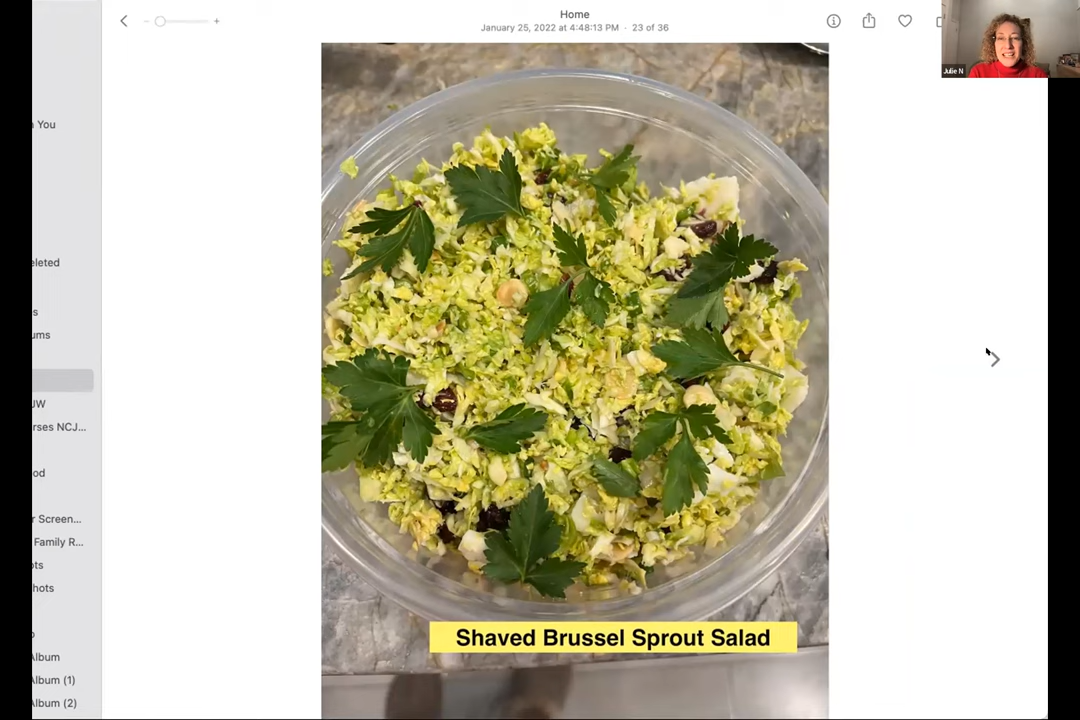 Home
January 25, 2022 at 4:48:13 PM · 23 of 36
Julie N
You
eleted
s
ums
JW
rses NCJ...
od
r Screen...
Family R...
ots
hots
o
Album
Album (1)
Album (2)
Shaved Brussel Sprout Salad